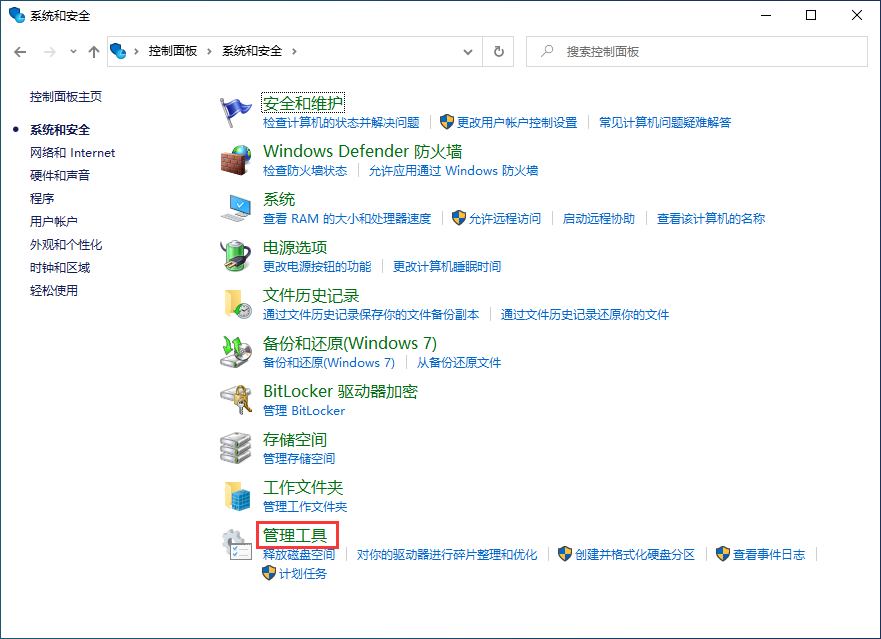 系统和安全
控制面板 系统和安全
搜索控制面板
控制面板主页
系统和安全
网络和 Internet
硬件和声音
程序
用户帐户
外观和个性化
时钟和区域
轻松使用
安全和维护
检查计算机的状态并解决问题 更改用户帐户控制设置 常见计算机问题疑难解答
Windows Defender 防火墙
检查防火墙状态 允许应用通过 Windows 防火墙
系统
查看 RAM 的大小和处理器速度 允许远程访问 启动远程协助 查看该计算机的名称
电源选项
更改电源按钮的功能 更改计算机睡眠时间
文件历史记录
通过文件历史记录保存你的文件备份副本 通过文件历史记录还原你的文件
备份和还原(Windows 7)
备份和还原(Windows 7) 从备份还原文件
BitLocker 驱动器加密
管理 BitLocker
存储空间
管理存储空间
工作文件夹
管理工作文件夹
管理工具
释放磁盘空间 对你的驱动器进行碎片整理和优化 创建并格式化硬盘分区 查看事件日志
计划任务